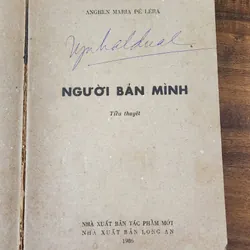 ANGHEN MARIA ĐÊ LÊRA
NGƯỜI BÁN MÌNH
Tiểu thuyết
NHÀ XUẤT BẢN TÁC PHẨM MỚI
NHÀ XUẤT BẢN LONG AN
1986